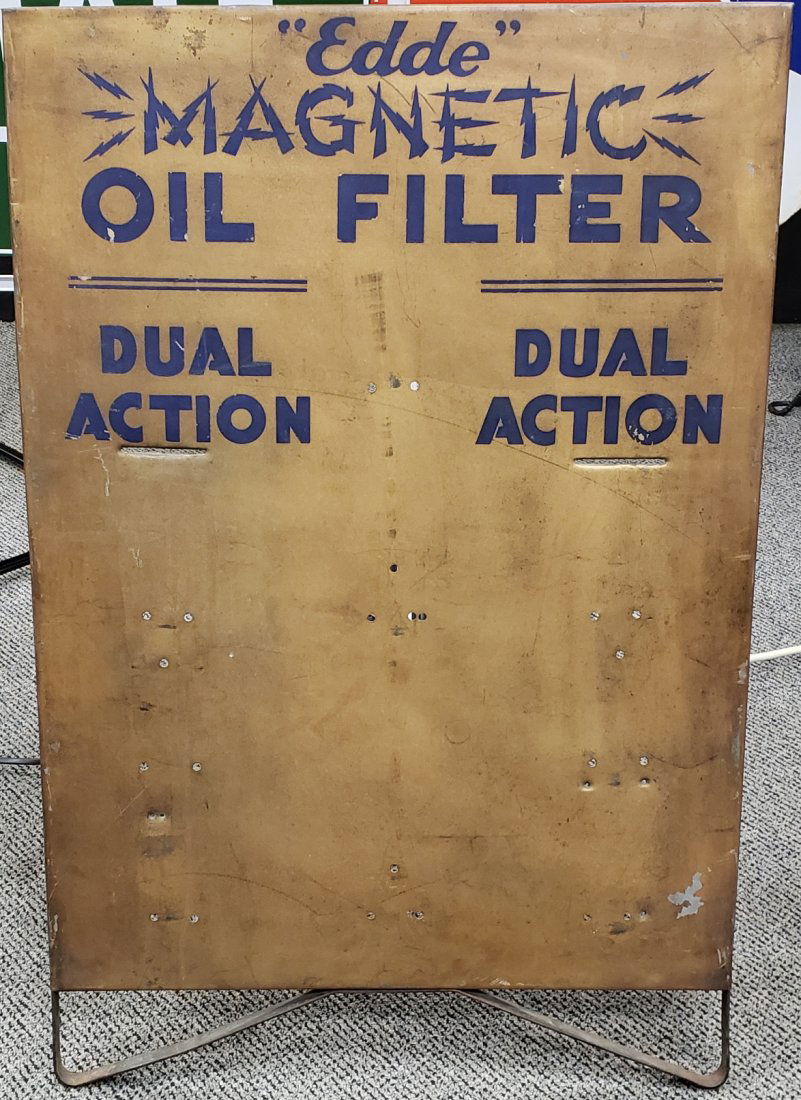 "Edde"
MAGNETIC
OIL FILTER
DUAL ACTION
DUAL ACTION